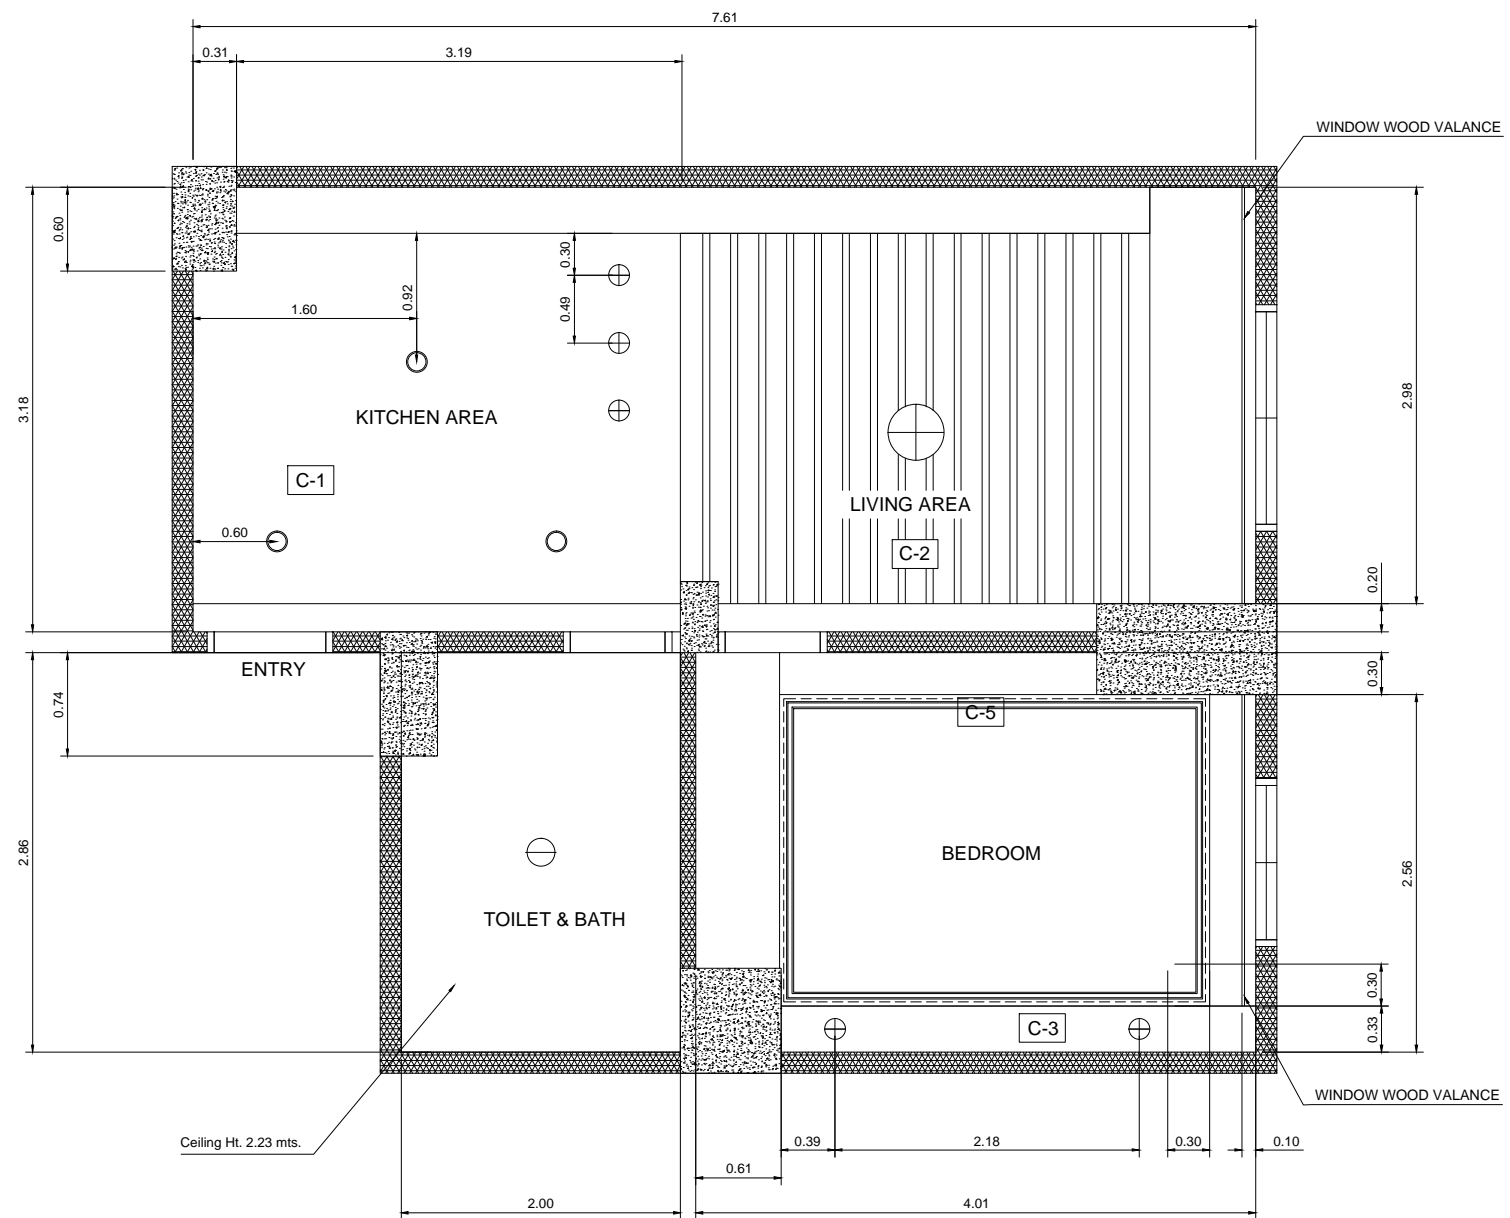 7.61
0.31
3.19
WINDOW WOOD VALANCE
0.60
0.30
0.92
0.49
1.60
3.18
2.98
KITCHEN AREA
C-1
LIVING AREA
0.60
C-2
0.20
ENTRY
0.30
0.74
C-5
2.86
BEDROOM
2.56
TOILET & BATH
0.30
C-3
0.33
WINDOW WOOD VALANCE
Ceiling Ht. 2.23 mts.
0.39
2.18
0.30
0.10
0.61
2.00
4.01